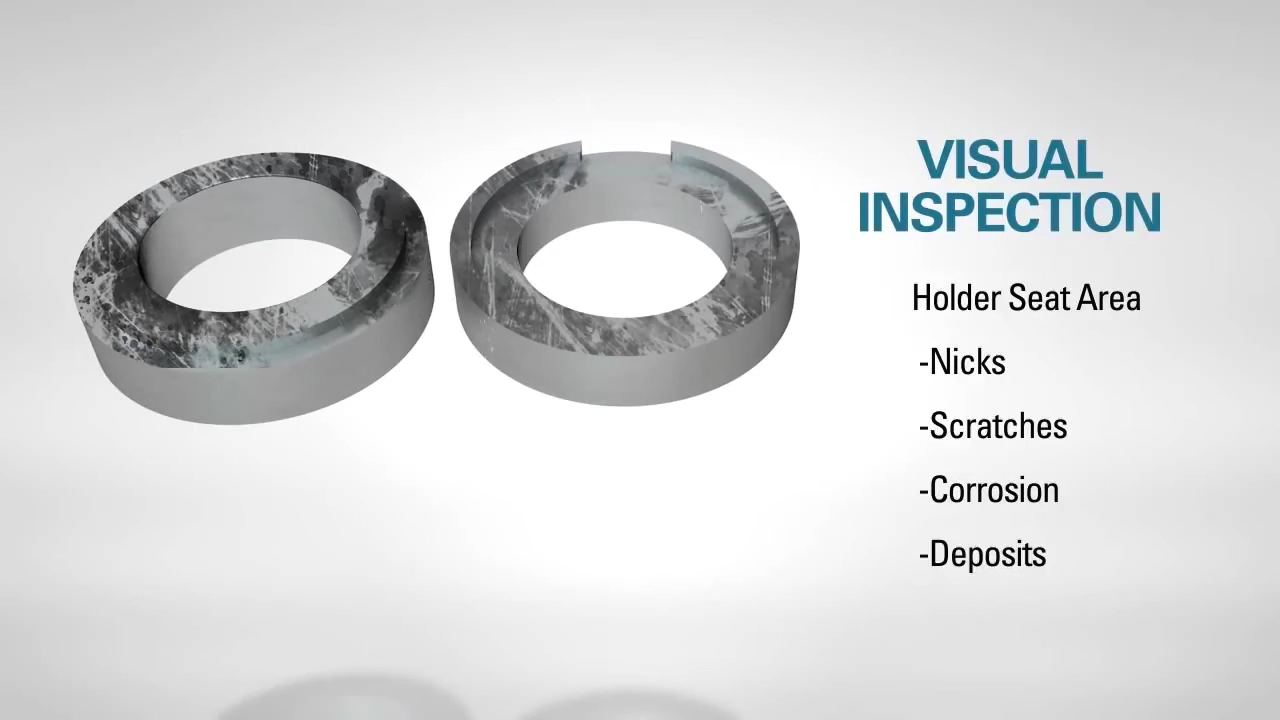 VISUAL
INSPECTION
Holder Seat Area
-Nicks
-Scratches
-Corrosion
-Deposits